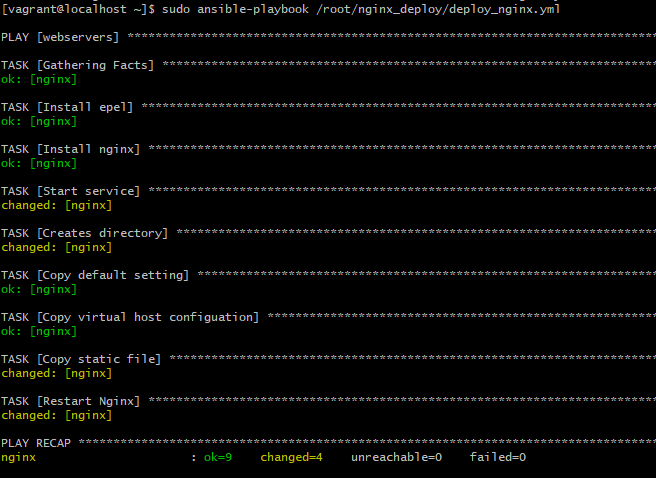 [vagrant@localhost ~]$ sudo ansible-playbook /root/nginx_deploy/deploy_nginx.yml
PLAY [webservers] *******************************************************************************
TASK [Gathering Facts] **************************************************************************
ok: [nginx]
TASK [Install epel] *****************************************************************************
ok: [nginx]
TASK [Install nginx] ****************************************************************************
ok: [nginx]
TASK [Start service] ****************************************************************************
changed: [nginx]
TASK [Creates directory] ************************************************************************
changed: [nginx]
TASK [Copy default setting] *********************************************************************
ok: [nginx]
TASK [Copy virtual host configuation] ***********************************************************
ok: [nginx]
TASK [Copy static file] *************************************************************************
changed: [nginx]
TASK [Restart Nginx] ****************************************************************************
changed: [nginx]
PLAY RECAP **************************************************************************************
nginx                      : ok=9    changed=4    unreachable=0    failed=0